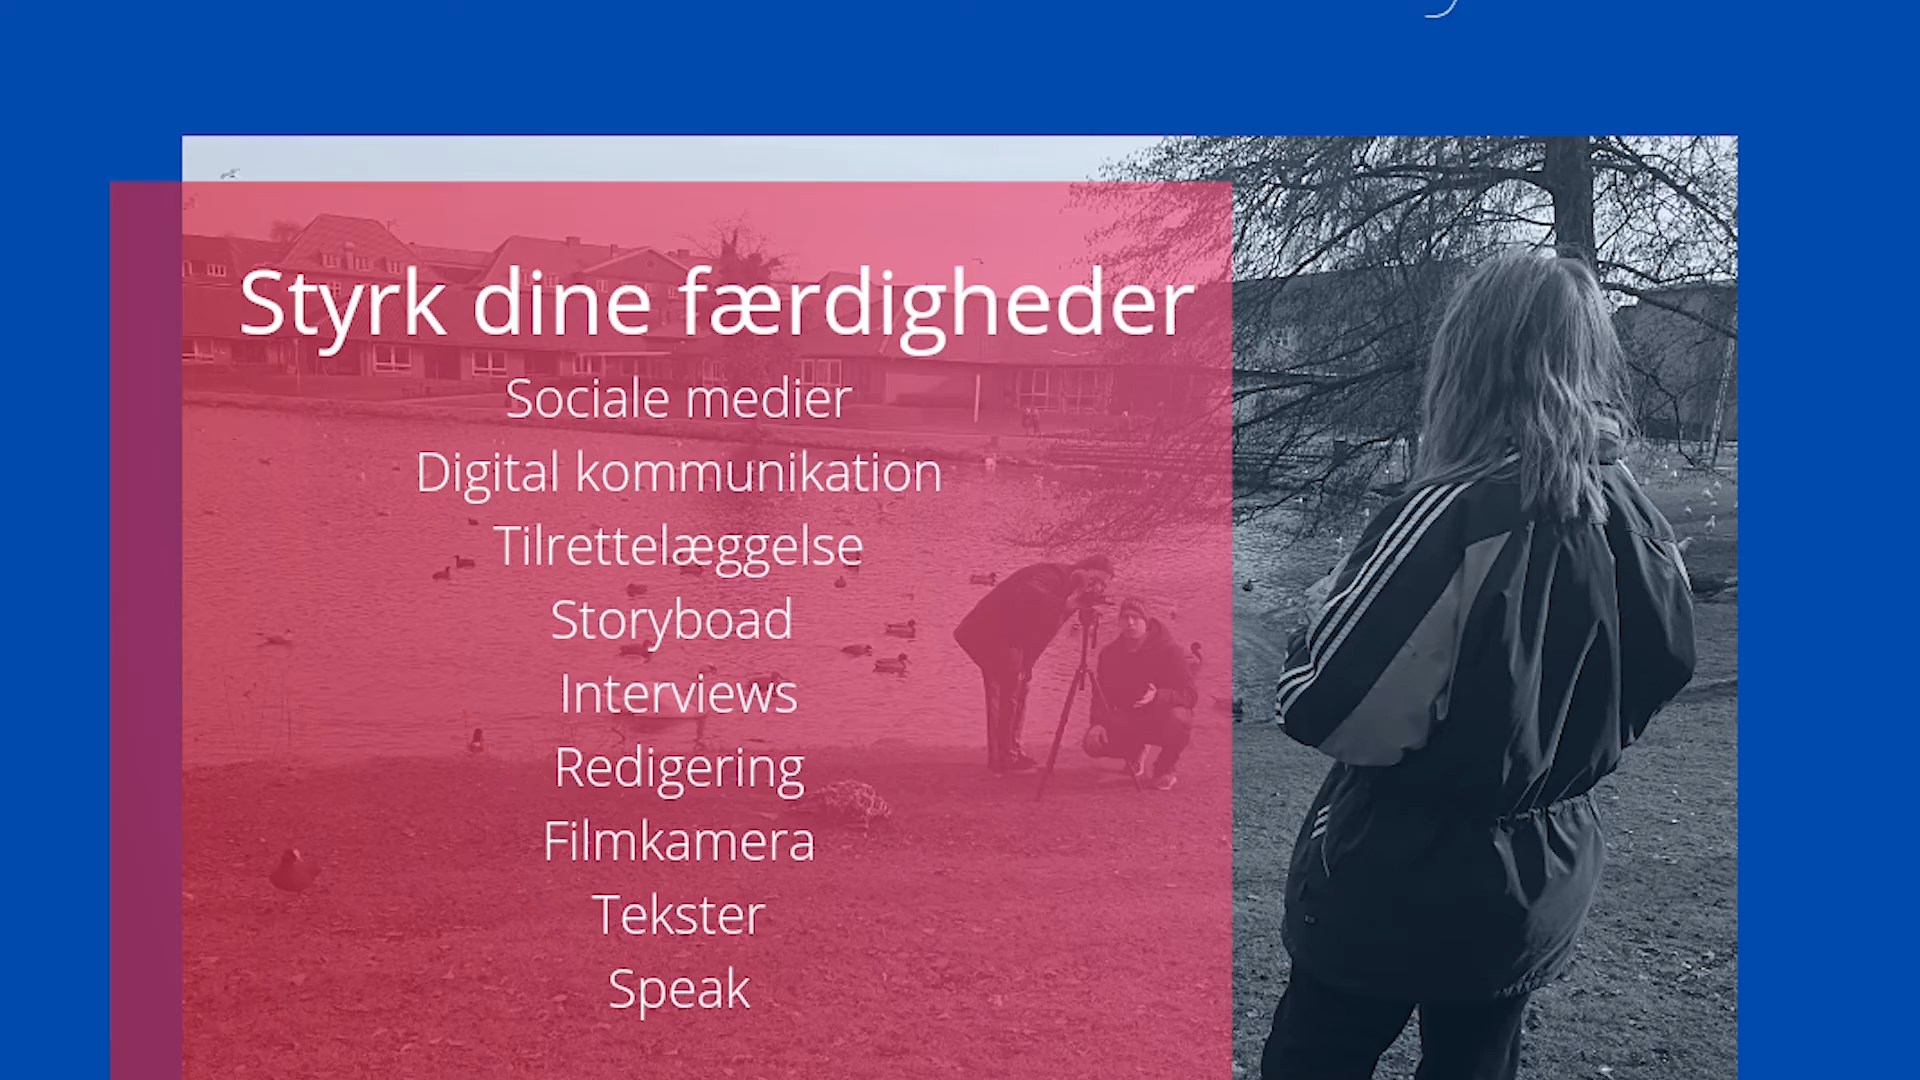 Styrk dine færdigheder
Sociale medier
Digital kommunikation
Tilrettelæggelse
Storyboad
Interviews
Redigering
Filmkamera
Tekster
Speak